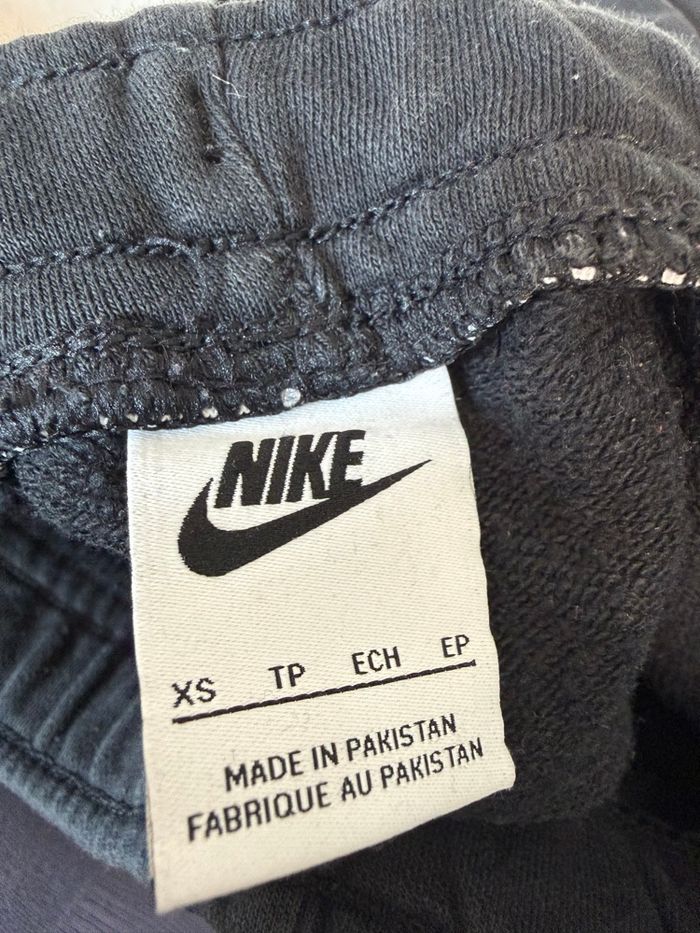 NIKE
XS TP ECH EP
MADE IN PAKISTAN
FABRIQUE AU PAKISTAN